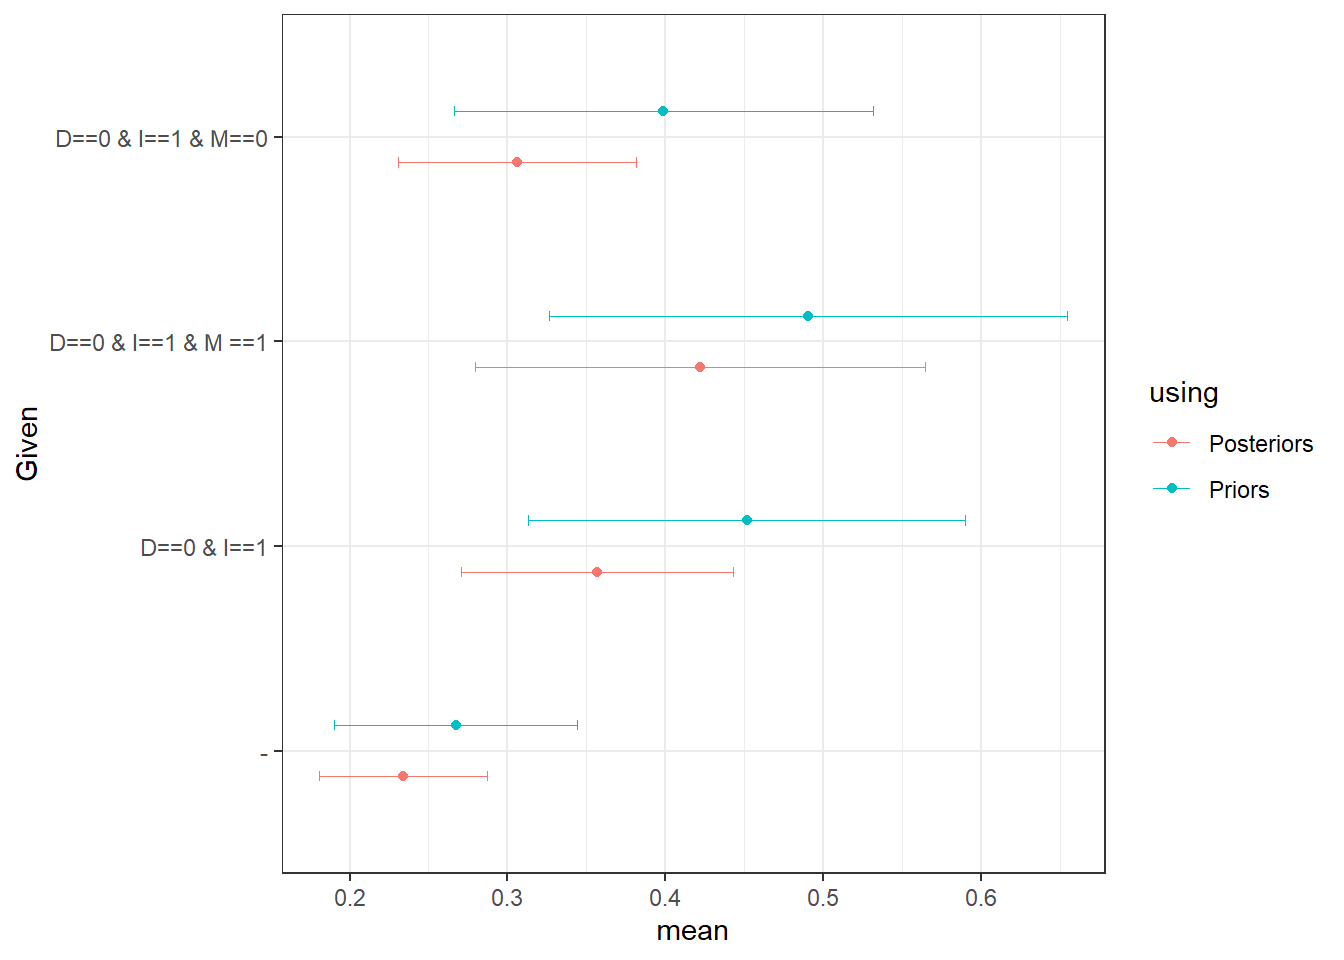 D==0 & I==1 & M==0
D==0 & I==1 & M ==1
D==0 & I==1
-
Given
0.2 0.3 0.4 0.5 0.6
mean
using
Posteriors
Priors